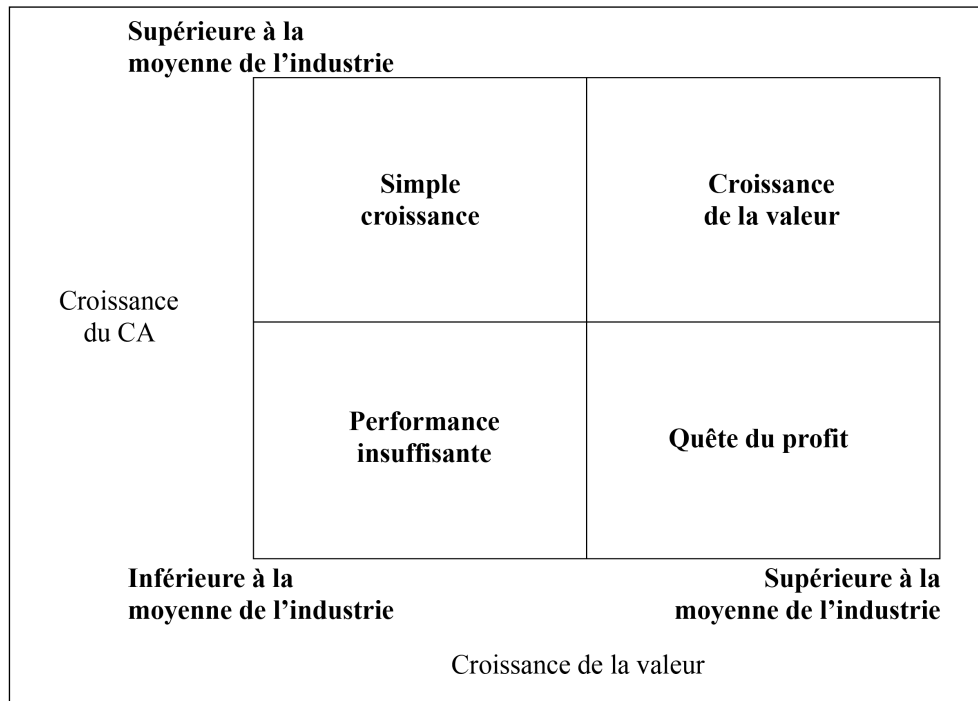 Supérieure à la
moyenne de l’industrie
Simple
croissance
Croissance
de la valeur
Croissance
du CA
Performance
insuffisante
Quête du profit
Inférieure à la
moyenne de l’industrie
Supérieure à la
moyenne de l’industrie
Croissance de la valeur